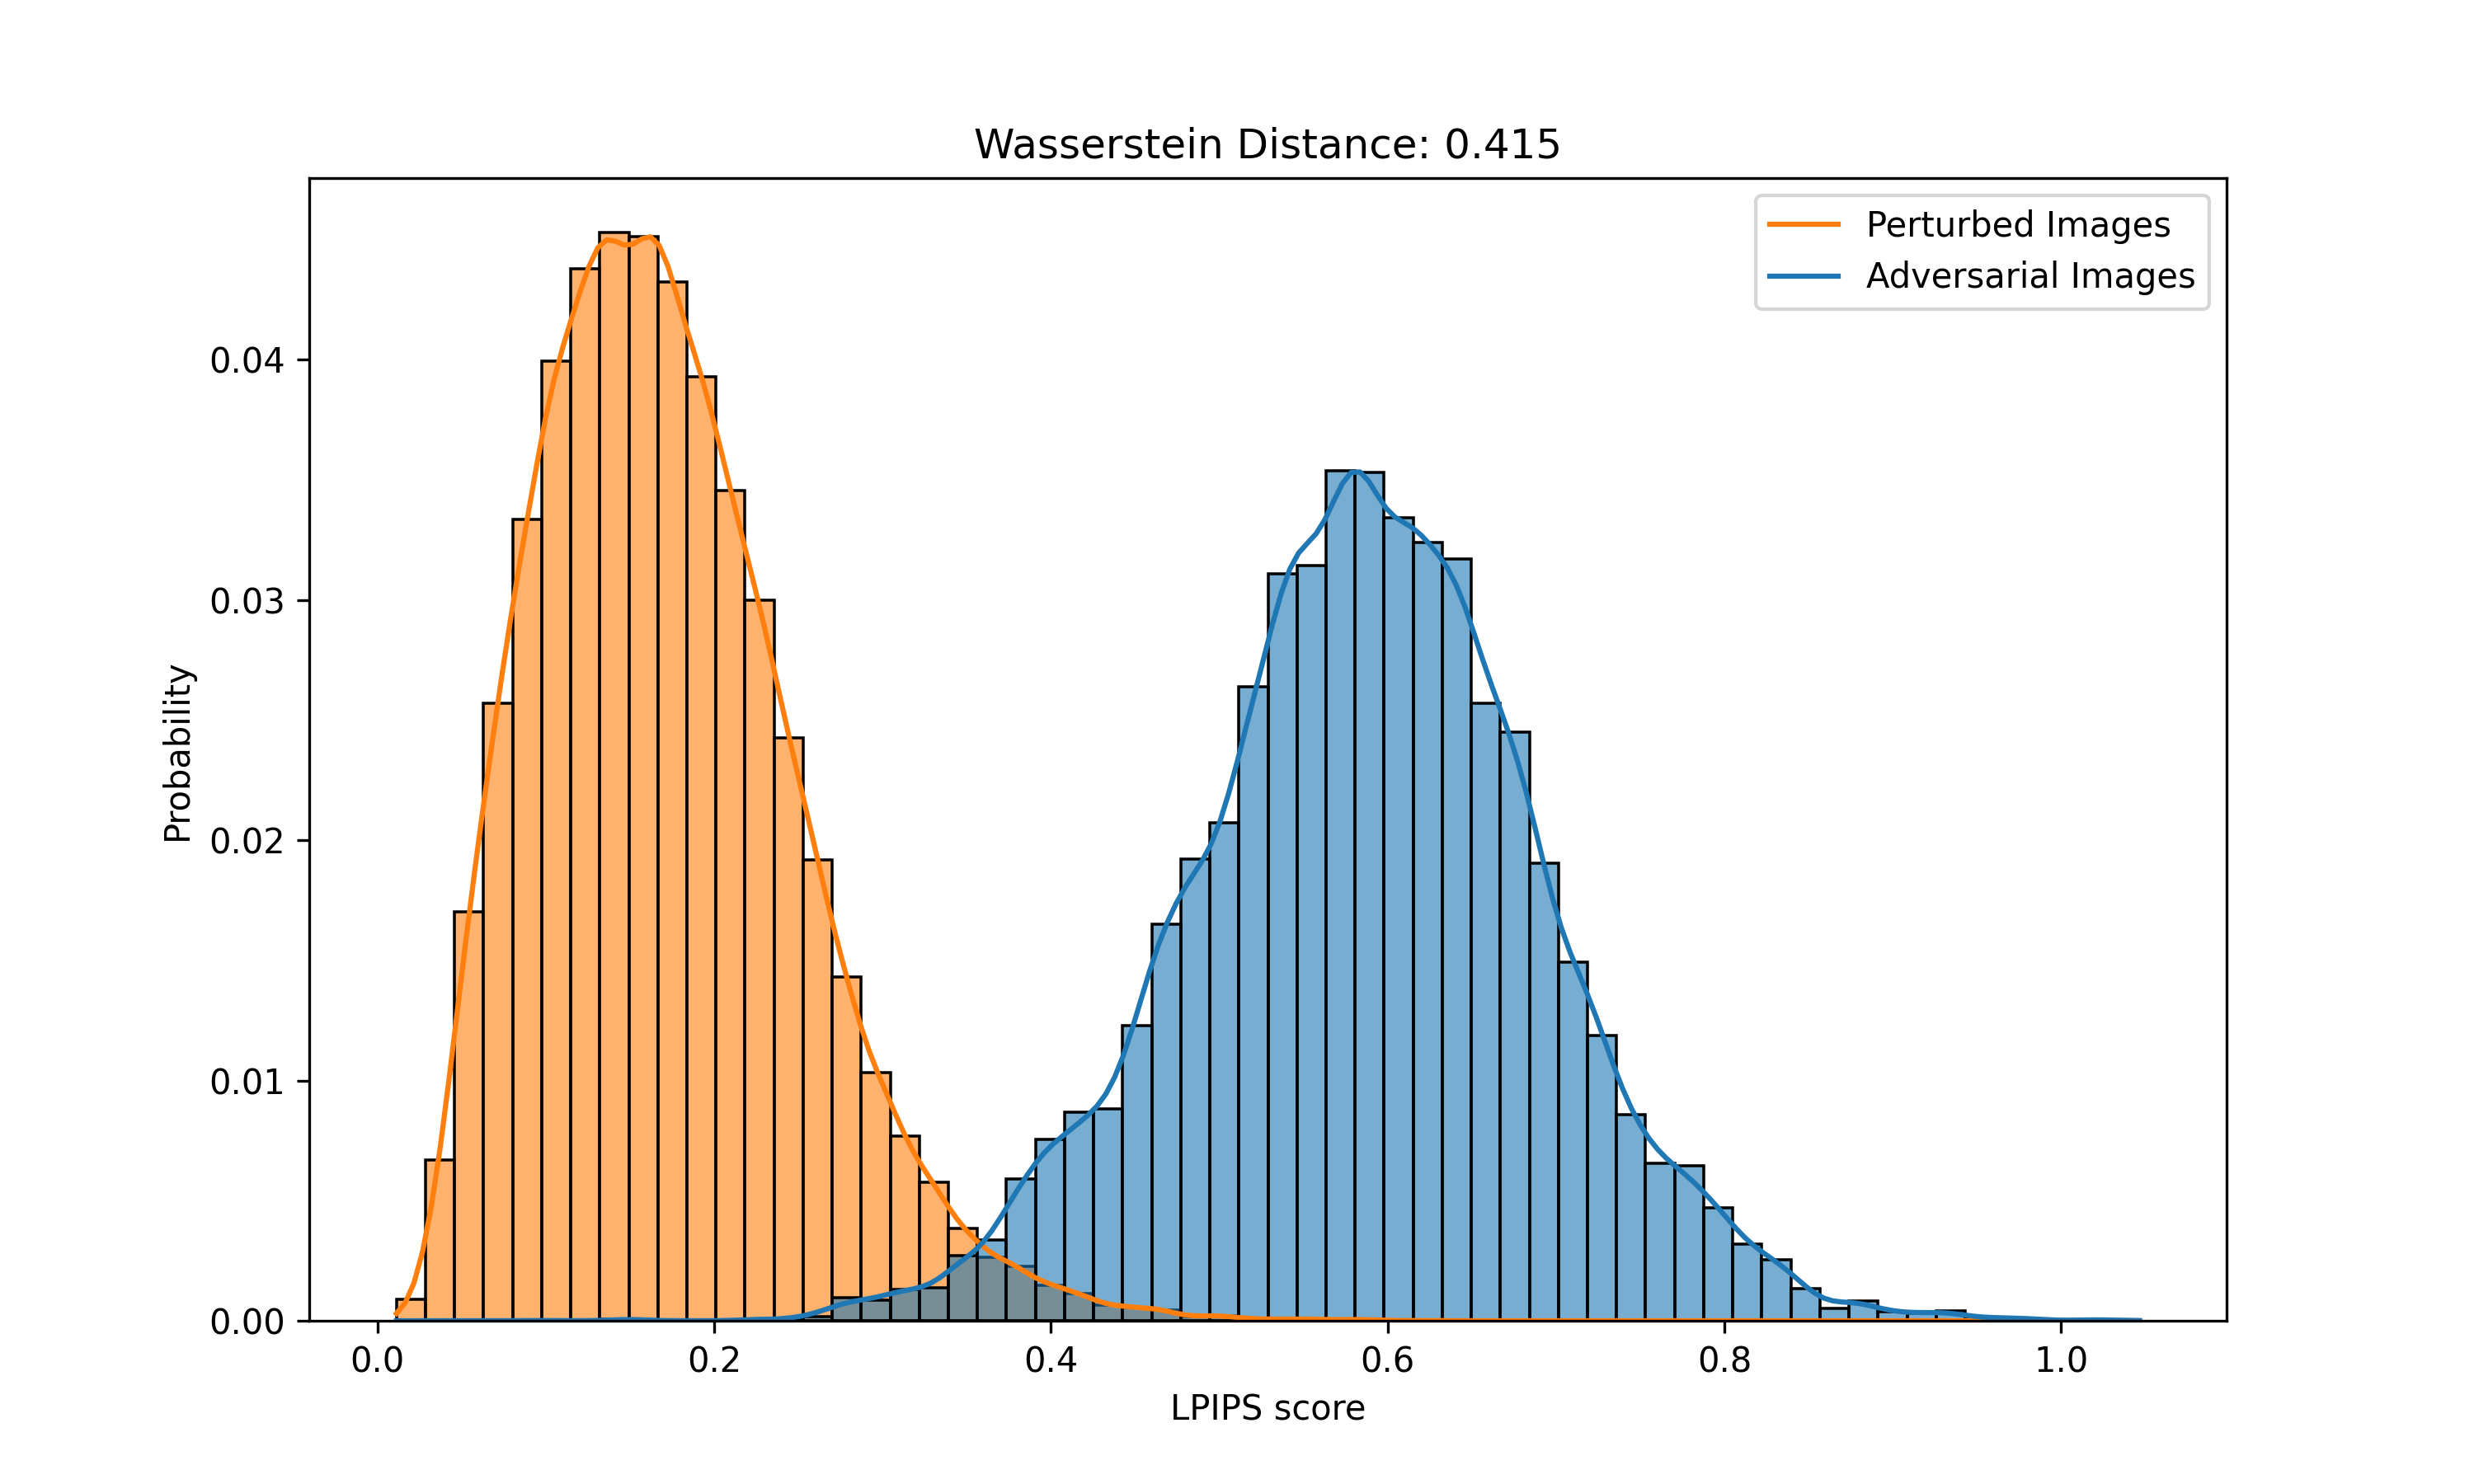 Wasserstein Distance: 0.415
Perturbed Images
Adversarial Images
Probability
0.04
0.03
0.02
0.01
0.00
0.0 0.2 0.4 0.6 0.8 1.0
LPIPS score